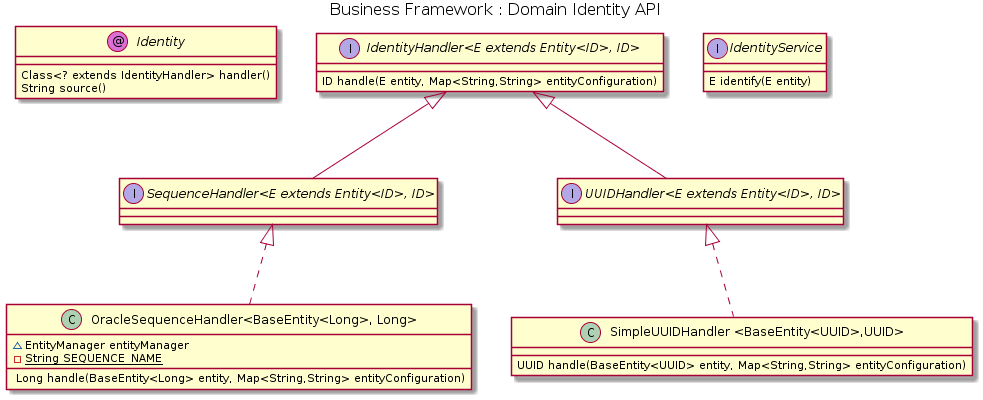 Business Framework : Domain Identity API
@ Identity
Class<? extends IdentityHandler> handler()
String source()
I IdentityHandler<E extends Entity<ID>, ID>
ID handle(E entity, Map<String,String> entityConfiguration)
I IdentityService
E identify(E entity)
I SequenceHandler<E extends Entity<ID>, ID>
I UUIDHandler<E extends Entity<ID>, ID>
C OracleSequenceHandler<BaseEntity<Long>, Long>
EntityManager entityManager
String SEQUENCE_NAME
Long handle(BaseEntity<Long> entity, Map<String,String> entityConfiguration)
C SimpleUUIDHandler <BaseEntity<UUID>,UUID>
UUID handle(BaseEntity<UUID> entity, Map<String,String> entityConfiguration)